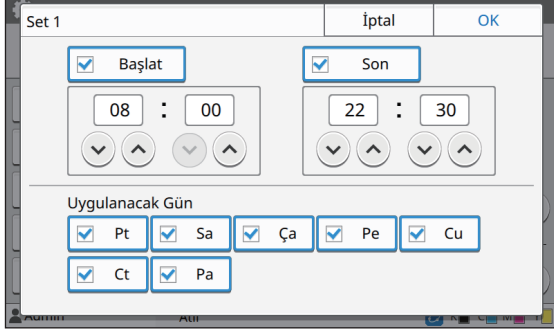 Set 1 İptal OK
Başlat Son
08 : 00 22 : 30
Uygulanacak Gün
Pt Sa Ça Pe Cu
Ct Pa
Admin Atıl K C M Y